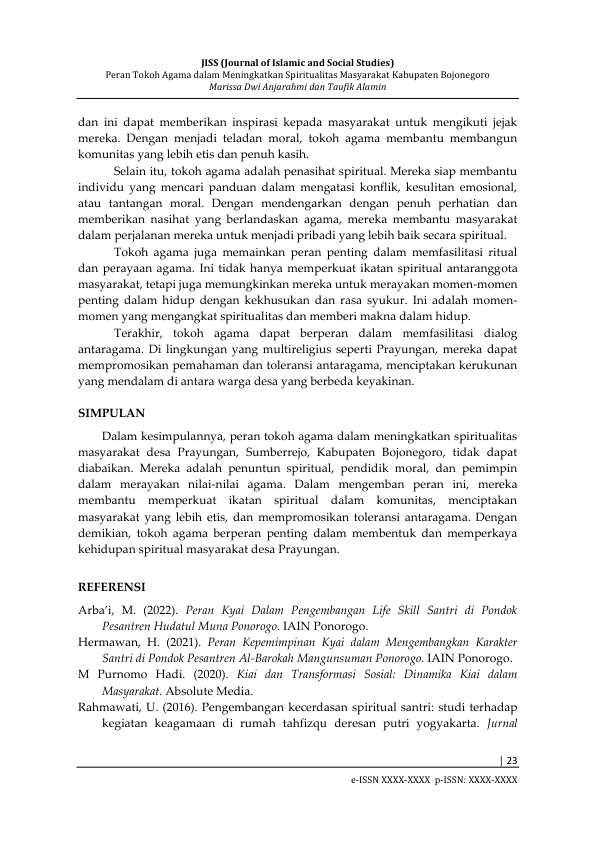 JISS (Journal of Islamic and Social Studies)
Peran Tokoh Agama dalam Meningkatkan Spiritualitas Masyarakat Kabupaten Bojonegoro
Marissa Dwi Anjarahmi dan Taufik Alamin
dan ini dapat memberikan inspirasi kepada masyarakat untuk mengikuti jejak
mereka. Dengan menjadi teladan moral, tokoh agama membantu membangun
komunitas yang lebih etis dan penuh kasih.
Selain itu, tokoh agama adalah penasihat spiritual. Mereka siap membantu
individu yang mencari panduan dalam mengatasi konflik, kesulitan emosional,
atau tantangan moral. Dengan mendengarkan dengan penuh perhatian dan
memberikan nasihat yang berlandaskan agama, mereka membantu masyarakat
dalam perjalanan mereka untuk menjadi pribadi yang lebih baik secara spiritual.
Tokoh agama juga memainkan peran penting dalam memfasilitasi ritual
dan perayaan agama. Ini tidak hanya memperkuat ikatan spiritual antaranggota
masyarakat, tetapi juga memungkinkan mereka untuk merayakan momen-momen
penting dalam hidup dengan kekhusukan dan rasa syukur. Ini adalah momen-
momen yang mengangkat spiritualitas dan memberi makna dalam hidup.
Terakhir, tokoh agama dapat berperan dalam memfasilitasi dialog
antaragama. Di lingkungan yang multireligius seperti Prayungan, mereka dapat
mempromosikan pemahaman dan toleransi antaragama, menciptakan kerukunan
yang mendalam di antara warga desa yang berbeda keyakinan.
SIMPULAN
Dalam kesimpulannya, peran tokoh agama dalam meningkatkan spiritualitas
masyarakat desa Prayungan, Sumberrejo, Kabupaten Bojonegoro, tidak dapat
diabaikan. Mereka adalah penuntun spiritual, pendidik moral, dan pemimpin
dalam merayakan nilai-nilai agama. Dalam mengemban peran ini, mereka
membantu memperkuat ikatan spiritual dalam komunitas, menciptakan
masyarakat yang lebih etis, dan mempromosikan toleransi antaragama. Dengan
demikian, tokoh agama berperan penting dalam membentuk dan memperkaya
kehidupan spiritual masyarakat desa Prayungan.
REFERENSI
Arba'i, M. (2022). Peran Kyai Dalam Pengembangan Life Skill Santri di Pondok
Pesantren Hudatul Muna Ponorogo. IAIN Ponorogo.
Hermawan, H. (2021). Peran Kepemimpinan Kyai dalam Mengembangkan Karakter
Santri di Pondok Pesantren Al-Barokah Mangunsuman Ponorogo. IAIN Ponorogo.
M Purnomo Hadi. (2020). Kiai dan Transformasi Sosial: Dinamika Kiai dalam
Masyarakat. Absolute Media.
Rahmawati, U. (2016). Pengembangan kecerdasan spiritual santri: studi terhadap
kegiatan keagamaan di rumah tahfizqu deresan putri yogyakarta. Jurnal
| 23
e-ISSN XXXX-XXXX p-ISSN: XXXX-XXXX